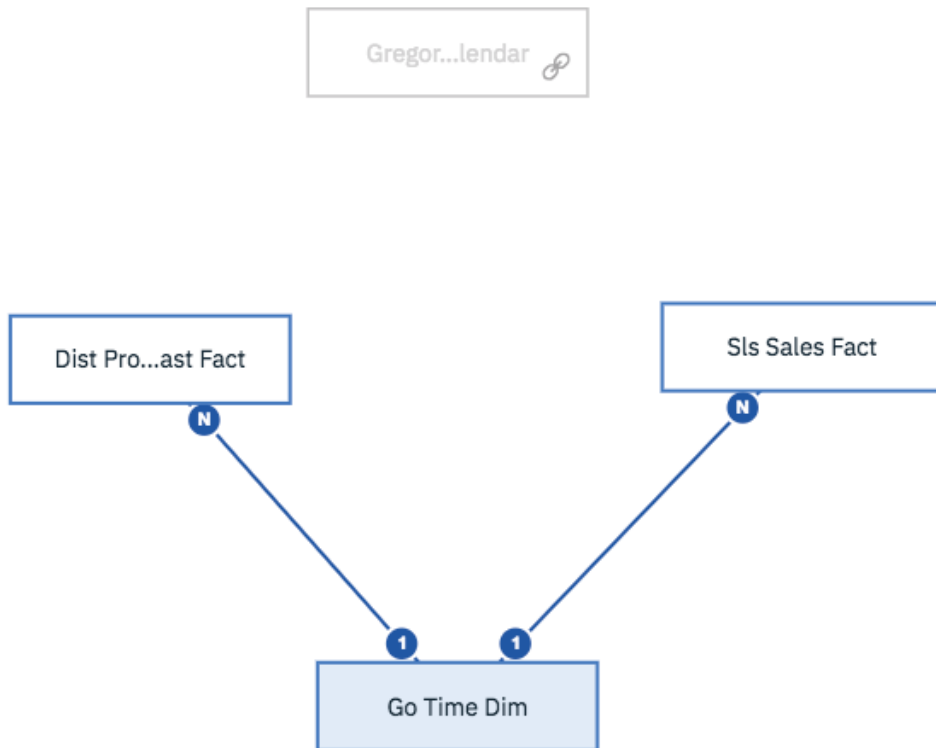 Gregor...lendar
Dist Pro...ast Fact
Sls Sales Fact
N
N
1
1
Go Time Dim